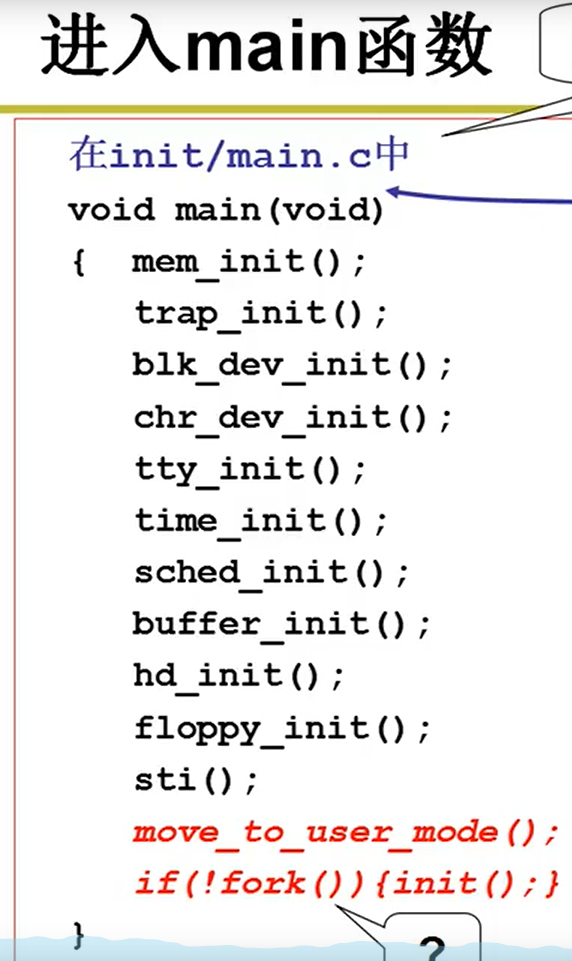 进入main函数
在init/main.c中
void main(void)
{ mem_init();
trap_init();
blk_dev_init();
chr_dev_init();
tty_init();
time_init();
sched_init();
buffer_init();
hd_init();
floppy_init();
sti();
move_to_user_mode();
if(!fork()){init();}
}
?